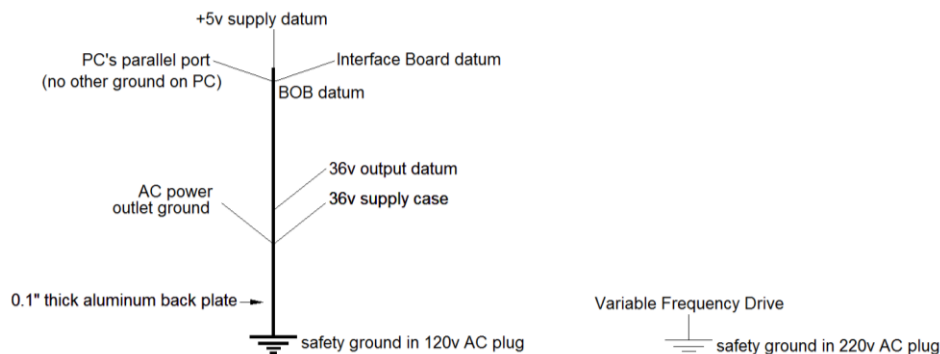 +5v supply datum
PC's parallel port
(no other ground on PC)
Interface Board datum
BOB datum
36v output datum
AC power
outlet ground
36v supply case
0.1" thick aluminum back plate
safety ground in 120v AC plug
Variable Frequency Drive
safety ground in 220v AC plug